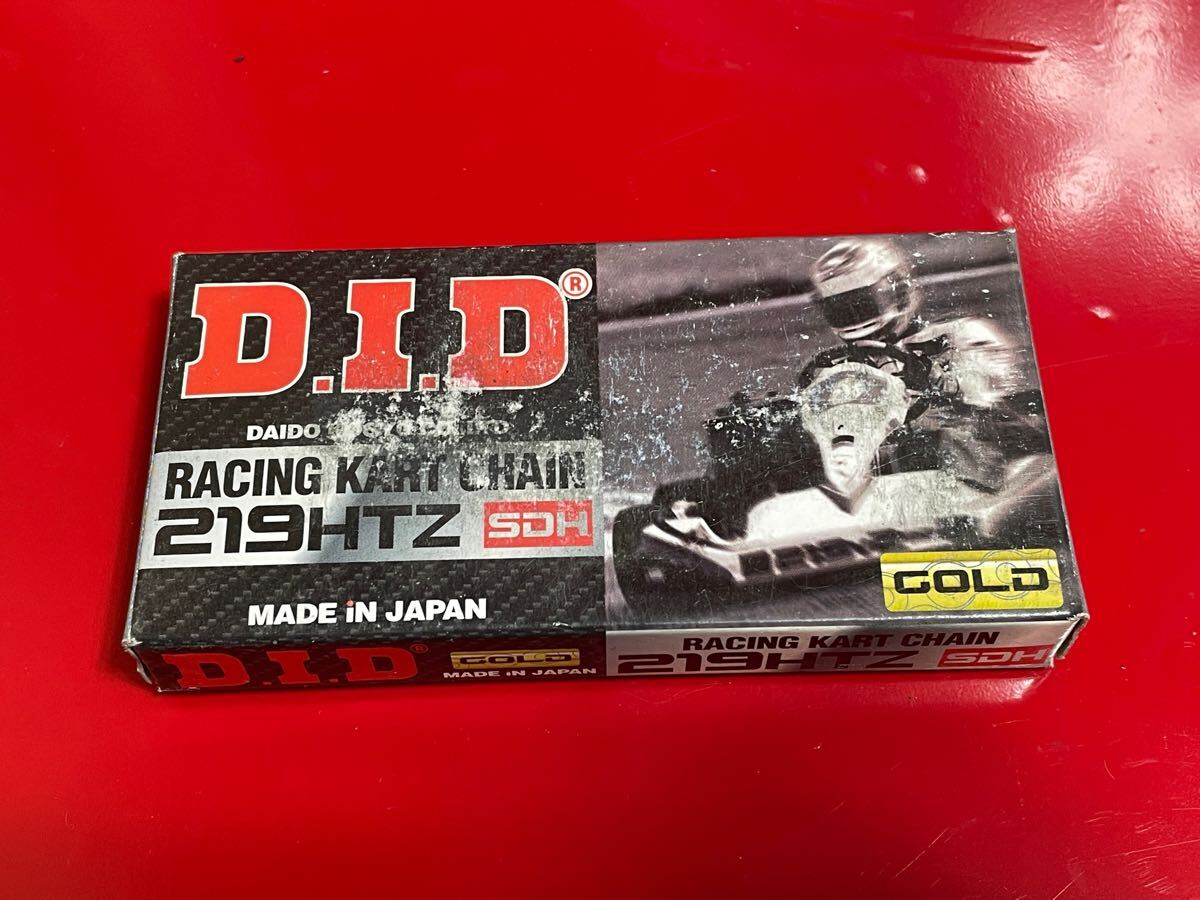 D.I.D®
DAIDO
RACING KART CHAIN
219HTZ SDH
MADE iN JAPAN
GOLD
D.I.D®
GOLD
MADE iN JAPAN
RACING KART CHAIN
219HTZ SDH